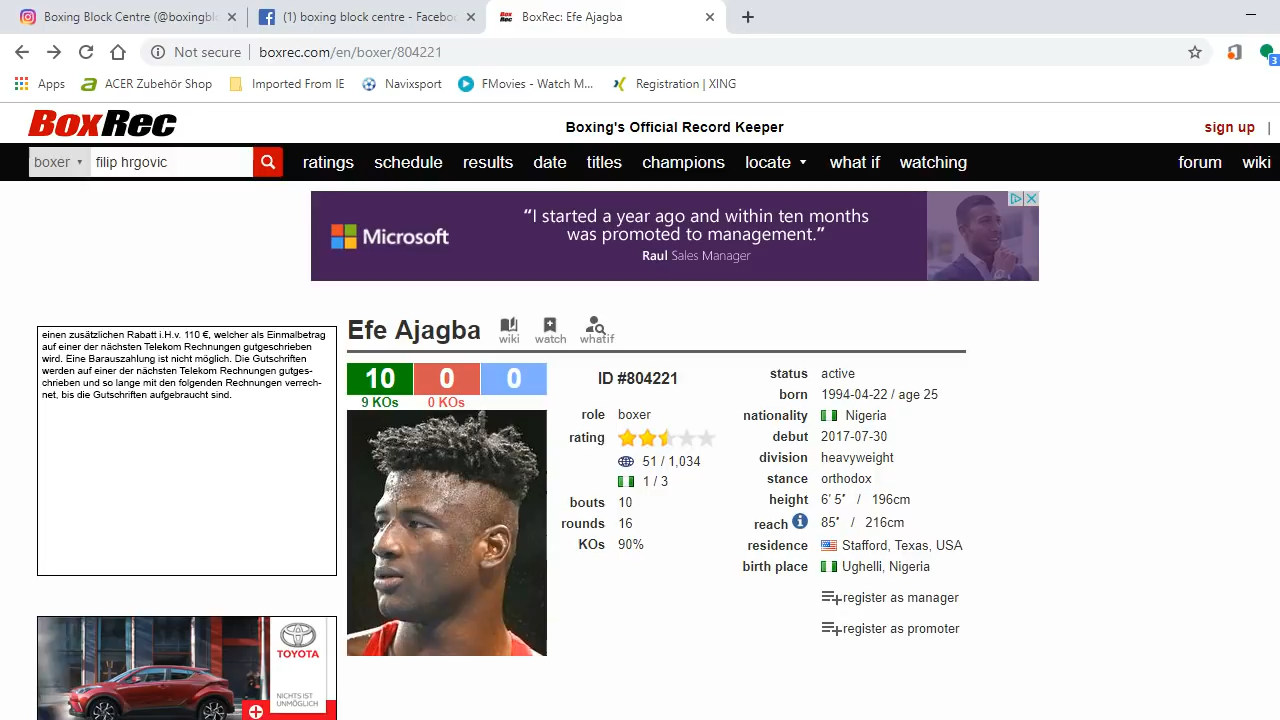 Boxing Block Centre (@boxingblo
(1) boxing block centre - Facebo
BoxRec: Efe Ajagba
Not secure boxrec.com/en/boxer/804221
Apps ACER Zubehör Shop Imported From IE Navixsport FMovies - Watch M... Registration | XING
3
BoxRec Boxing's Official Record Keeper sign up |
boxer filip hrgovic ratings schedule results date titles champions locate what if watching forum wiki
Microsoft
“I started a year ago and within ten months
was promoted to management.”
Raul Sales Manager
einen zusätzlichen Rabatt i.H.v. 110 €, welcher als Einmalbetrag
auf einer der nächsten Telekom Rechnungen gutgeschrieben
wird. Eine Barauszahlung ist nicht möglich. Die Gutschriften
werden auf einer der nächsten Telekom Rechnungen gutges-
chrieben und so lange mit den folgenden Rechnungen verrech-
net, bis die Gutschriften aufgebraucht sind.
TOYOTA
NICHTS IST
UNMÖGLICH
Efe Ajagba wiki watch whatif
10 0 0
9 KOs 0 KOs
ID #804221
role boxer
rating
51 / 1,034
1 / 3
bouts 10
rounds 16
KOs 90%
status active
born 1994-04-22 / age 25
nationality Nigeria
debut 2017-07-30
division heavyweight
stance orthodox
height 6′ 5″ / 196cm
reach 85″ / 216cm
residence Stafford, Texas, USA
birth place Ughelli, Nigeria
register as manager
register as promoter